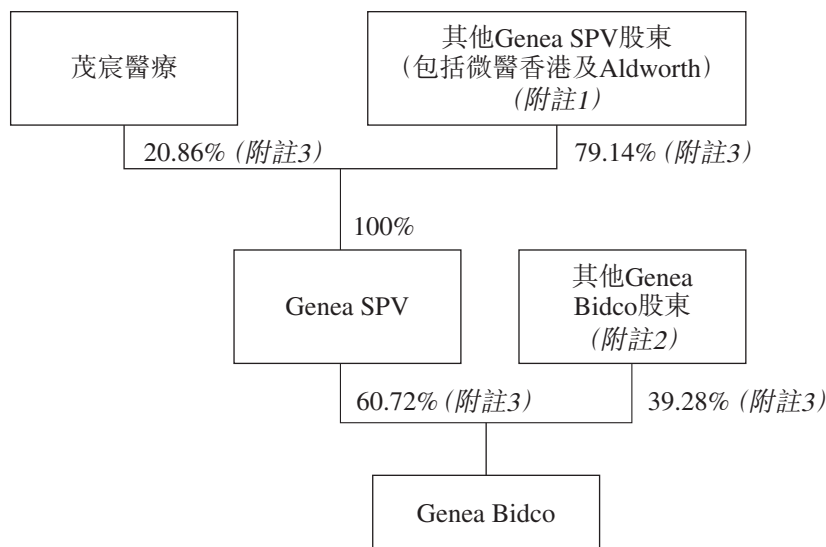 茂宸醫療
其他Genea SPV股東
(包括微醫香港及Aldworth)
(附註1)
20.86% (附註3)
79.14% (附註3)
100%
Genea SPV
其他Genea
Bidco股東
(附註2)
60.72% (附註3)
39.28% (附註3)
Genea Bidco